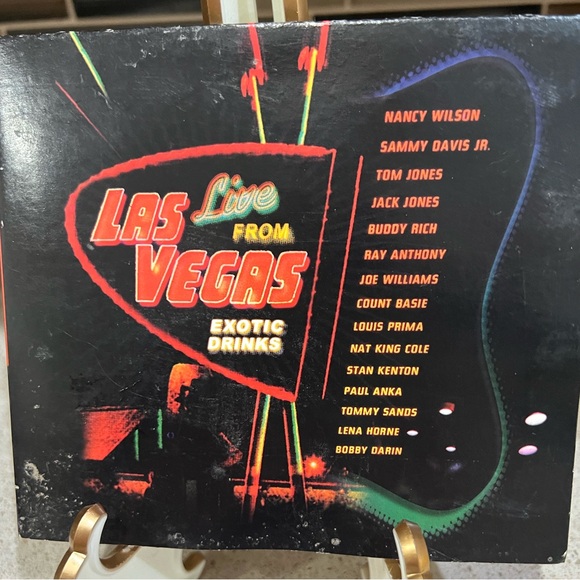 Live
FROM
LAS
VEGAS
EXOTIC
DRINKS
NANCY WILSON
SAMMY DAVIS JR.
TOM JONES
JACK JONES
BUDDY RICH
RAY ANTHONY
JOE WILLIAMS
COUNT BASIE
LOUIS PRIMA
NAT KING COLE
STAN KENTON
PAUL ANKA
TOMMY SANDS
LENA HORNE
BOBBY DARIN